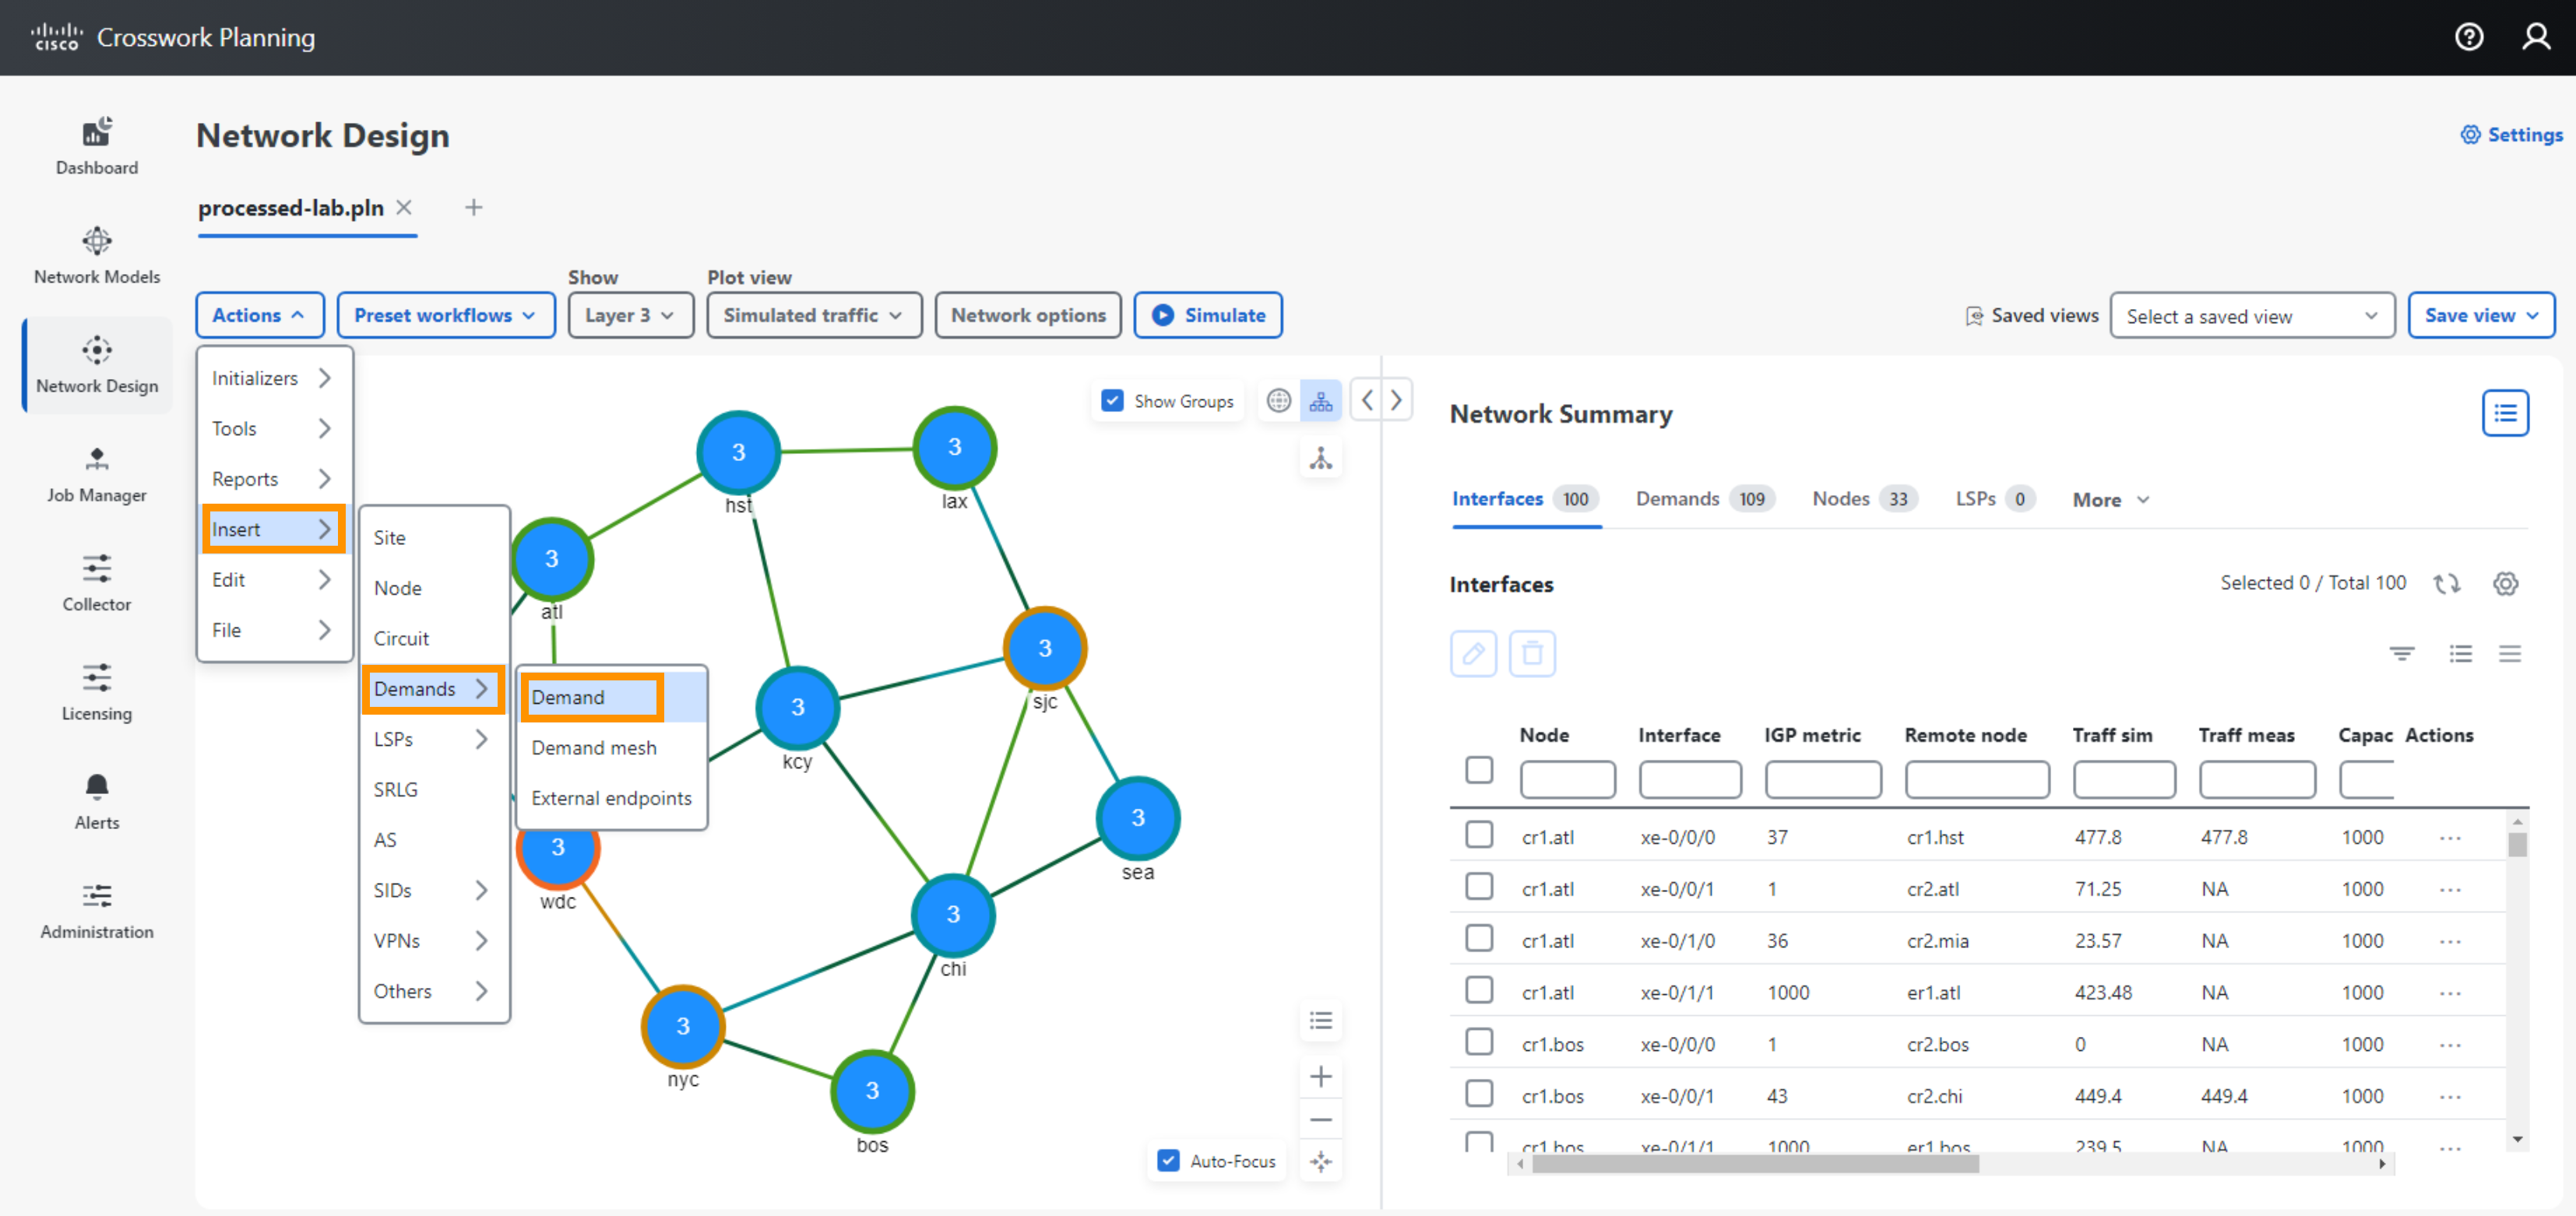 cisco Crosswork Planning
Dashboard
Network Models
Network Design
Job Manager
Collector
Licensing
Alerts
Administration
Network Design
Settings
processed-lab.pln
Show
Plot view
Actions
Preset workflows
Layer 3
Simulated traffic
Network options
Simulate
Saved views
Select a saved view
Save view
Initializers
Tools
Reports
Insert
Edit
File
Site
Node
Circuit
Demands
LSPs
SRLG
AS
SIDs
VPNs
Others
Demand
Demand mesh
External endpoints
Show Groups
3
hst
3
lax
3
atl
3
sjc
3
kcy
3
sea
3
wdc
3
chi
3
nyc
3
bos
Auto-Focus
Network Summary
Interfaces 100 Demands 109 Nodes 33 LSPs 0 More
Interfaces
Selected 0 / Total 100
Node Interface IGP metric Remote node Traff sim Traff meas Capac Actions
cr1.atl xe-0/0/0 37 cr1.hst 477.8 477.8 1000 ...
cr1.atl xe-0/0/1 1 cr2.atl 71.25 NA 1000 ...
cr1.atl xe-0/1/0 36 cr2.mia 23.57 NA 1000 ...
cr1.atl xe-0/1/1 1000 er1.atl 423.48 NA 1000 ...
cr1.bos xe-0/0/0 1 cr2.bos 0 NA 1000 ...
cr1.bos xe-0/0/1 43 cr2.chi 449.4 449.4 1000 ...
cr1.bos xe-0/1/1 1000 er1.bos 239.5 NA 1000 ...